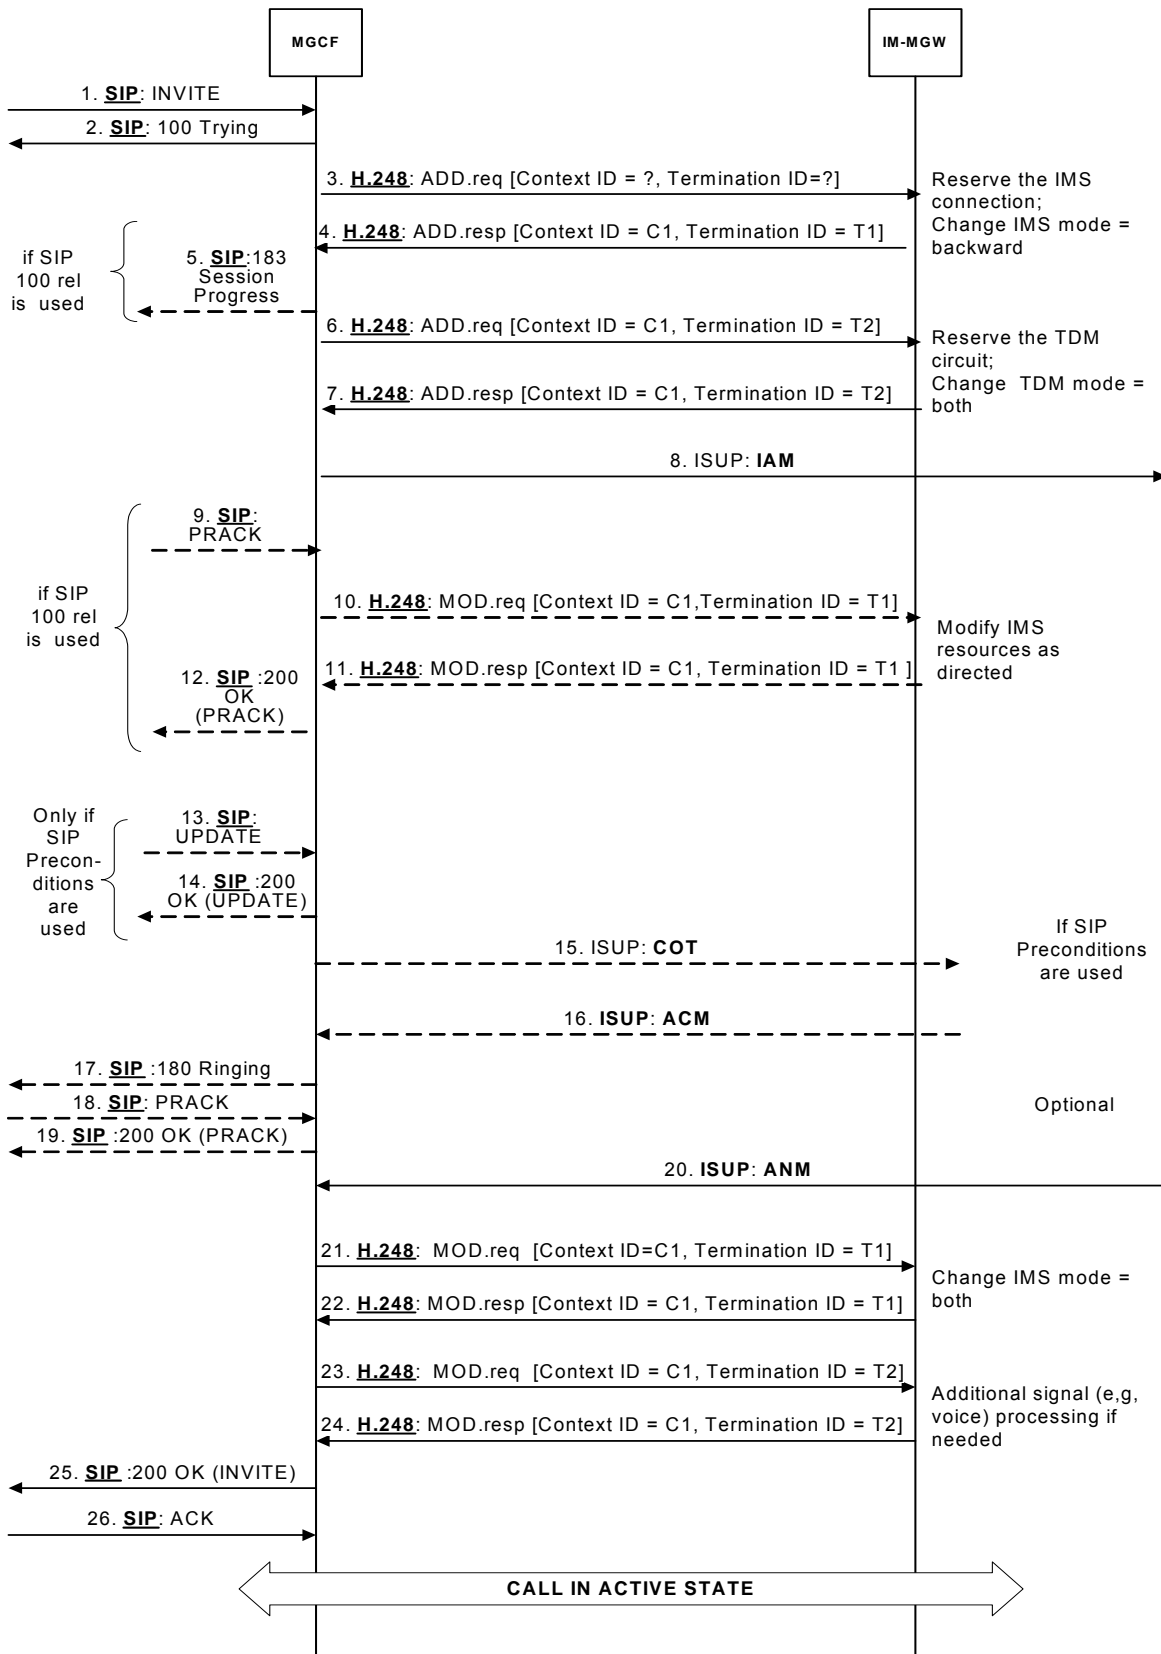 MGCF
IM-MGW
1. SIP: INVITE
2. SIP: 100 Trying
3. H.248: ADD.req [Context ID = ?, Termination ID=?]
Reserve the IMS
connection;
Change IMS mode =
backward
4. H.248: ADD.resp [Context ID = C1, Termination ID = T1]
if SIP
100 rel
is used
5. SIP:183
Session
Progress
6. H.248: ADD.req [Context ID = C1, Termination ID = T2]
Reserve the TDM
circuit;
Change TDM mode =
both
7. H.248: ADD.resp [Context ID = C1, Termination ID = T2]
8. ISUP: IAM
9. SIP:
PRACK
if SIP
100 rel
is used
10. H.248: MOD.req [Context ID = C1,Termination ID = T1]
Modify IMS
resources as
directed
11. H.248: MOD.resp [Context ID = C1, Termination ID = T1 ]
12. SIP :200
OK
(PRACK)
Only if
SIP
Precon-
ditions
are
used
13. SIP:
UPDATE
14. SIP :200
OK (UPDATE)
15. ISUP: COT
If SIP
Preconditions
are used
16. ISUP: ACM
17. SIP :180 Ringing
18. SIP: PRACK
Optional
19. SIP :200 OK (PRACK)
20. ISUP: ANM
21. H.248: MOD.req [Context ID=C1, Termination ID = T1]
Change IMS mode =
both
22. H.248: MOD.resp [Context ID = C1, Termination ID = T1]
23. H.248: MOD.req [Context ID = C1, Termination ID = T2]
Additional signal (e,g,
voice) processing if
needed
24. H.248: MOD.resp [Context ID = C1, Termination ID = T2]
25. SIP :200 OK (INVITE)
26. SIP: ACK
CALL IN ACTIVE STATE